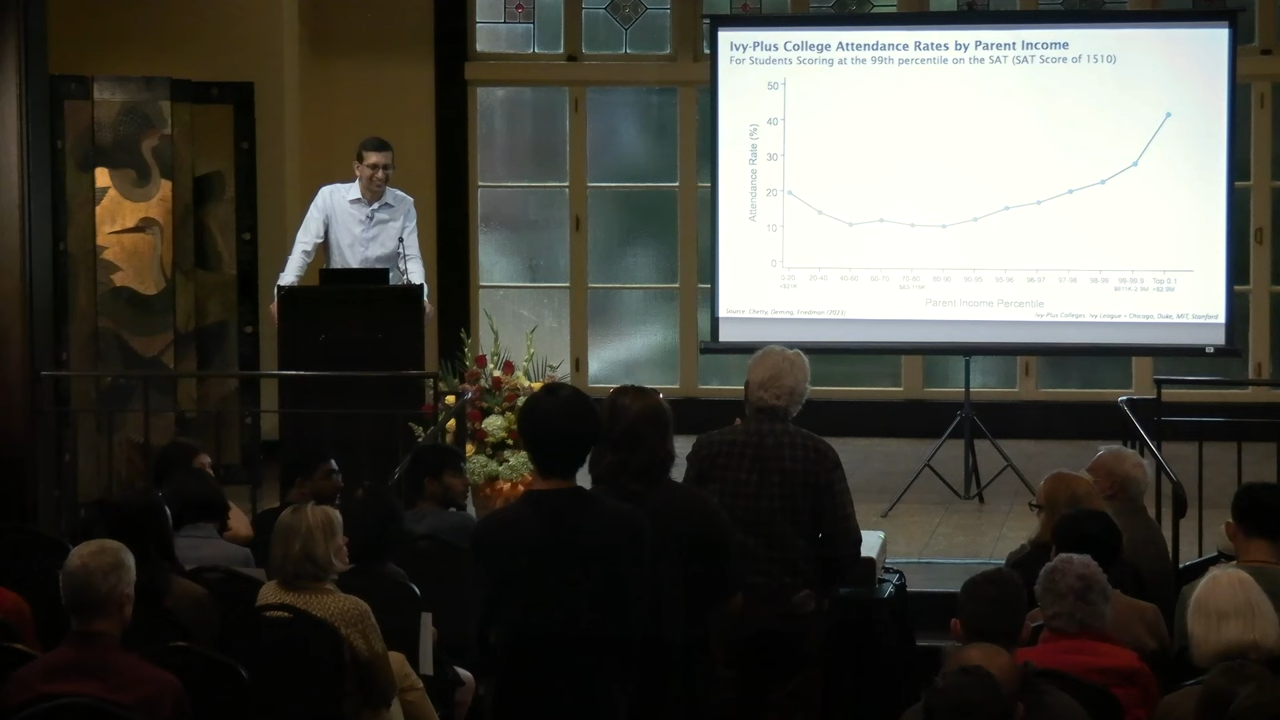 Ivy-Plus College Attendance Rates by Parent Income
For Students Scoring at the 99th percentile on the SAT (SAT Score of 1510)
50
40
30
20
10
0
Attendance Rate (%)
0-20
20-40
40-60
60-70
70-80
80-90
90-95
95-96
96-97
97-98
98-99
99-99.9
Top 0.1
<$21K
Parent Income Percentile
Source: Chetty, Deming, Friedman (2023)
Ivy-Plus Colleges: Ivy League + Chicago, Duke, MIT, Stanford